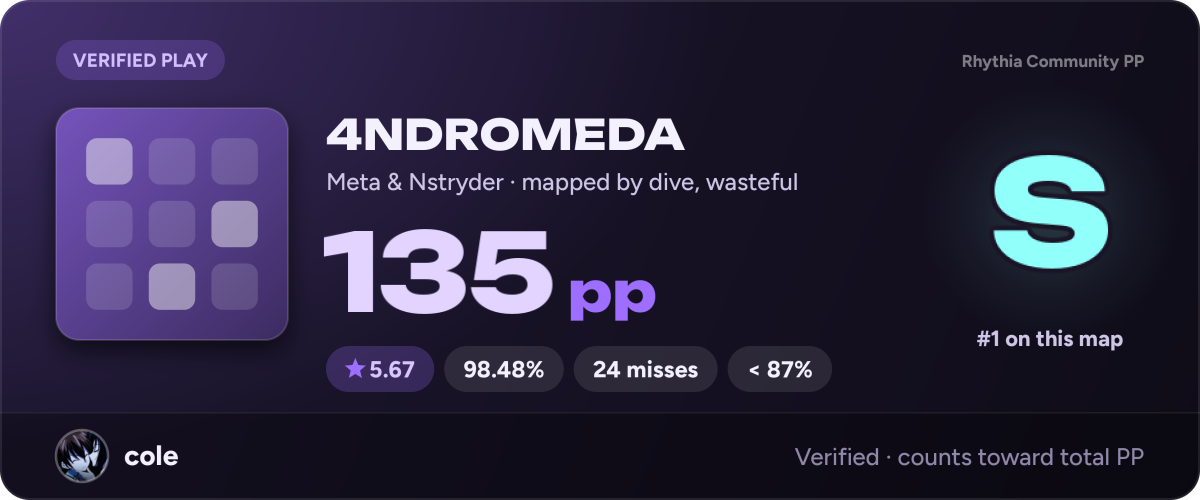 VERIFIED PLAY
Rhythia Community PP
4NDROMEDA
Meta & Nstryder · mapped by dive, wasteful
135 pp
S
#1 on this map
★ 5.67
98.48%
24 misses
< 87%
cole
Verified · counts toward total PP